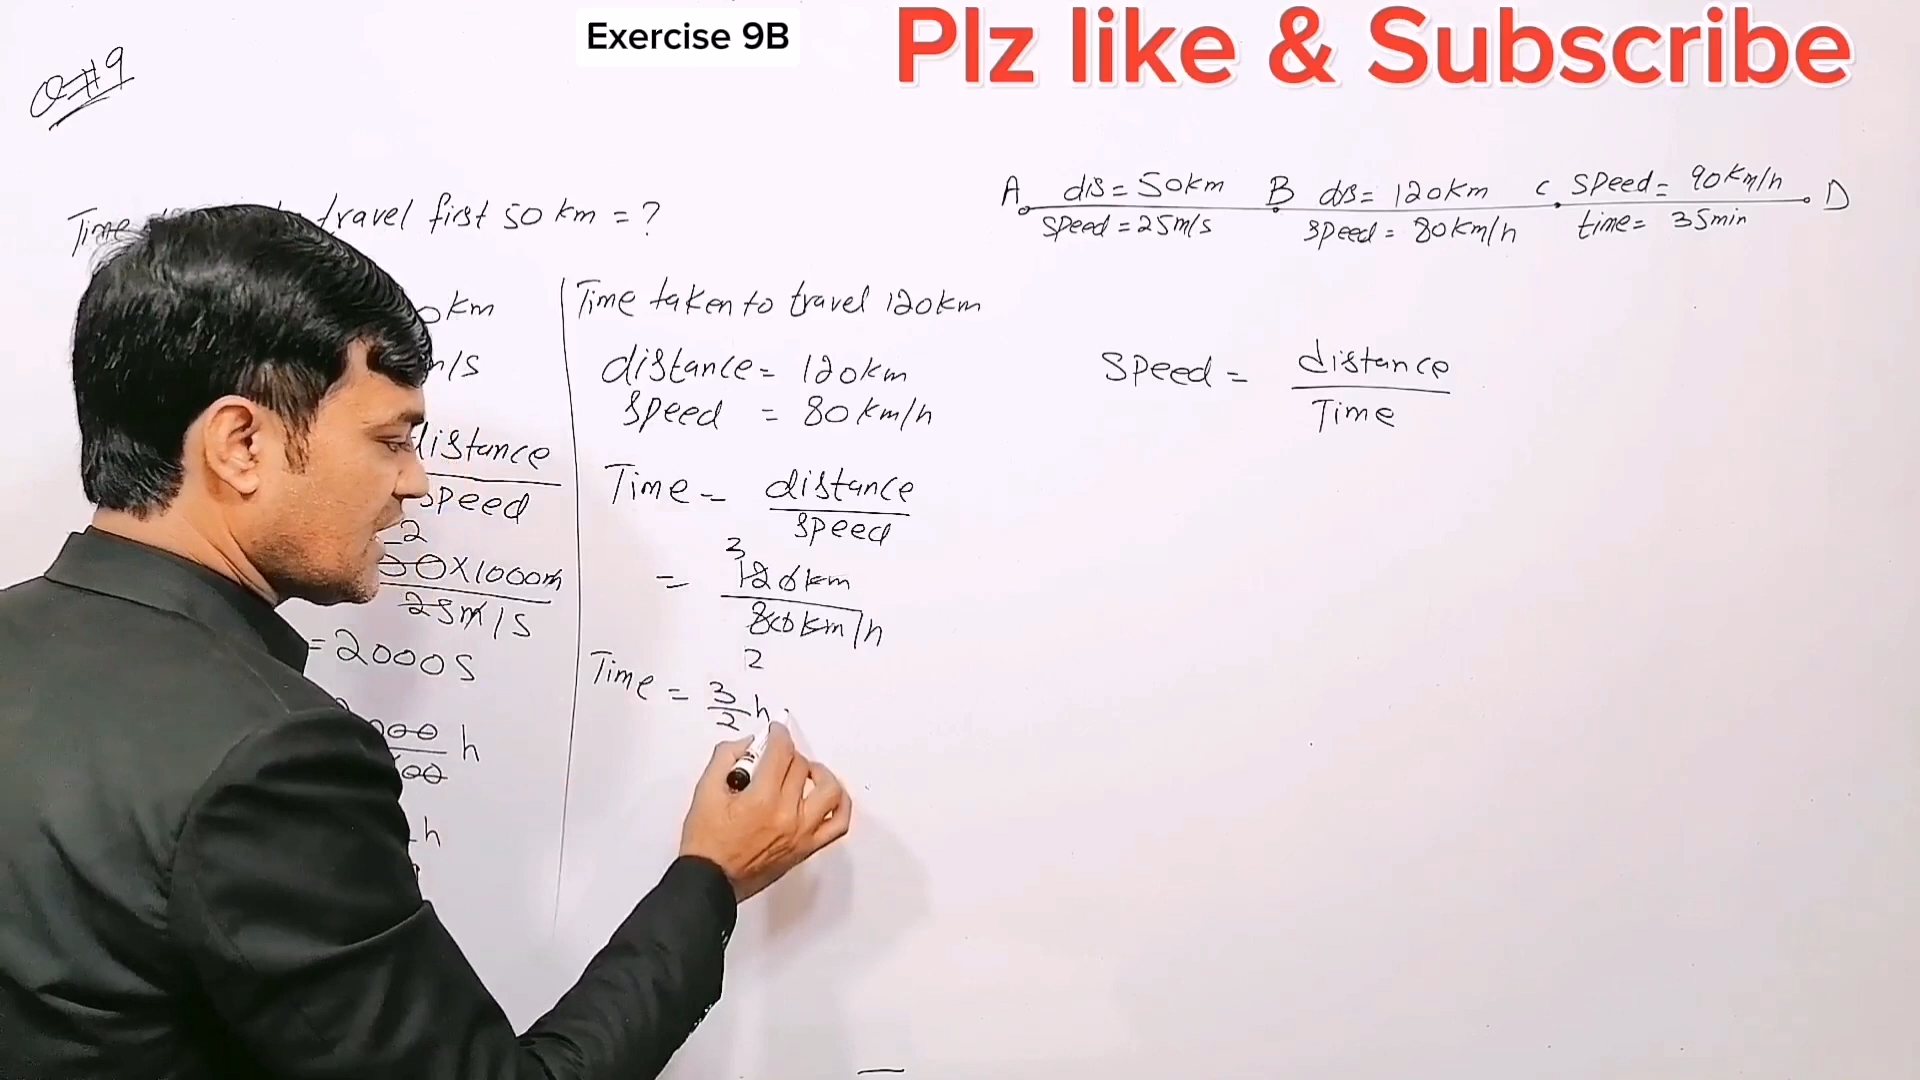 Exercise 9B
Plz like & Subscribe
Q#9
A dis = 50km B dis = 120km C speed = 90km/h D
speed = 25m/s speed = 80km/h time = 35min
Time travel first 50 km = ?
km
m/s
distance
speed
2
50×1000m
25m/s
= 2000S
h
h
Time taken to travel 120km
distance = 120km
speed = 80km/h
Time = distance
speed
3
= 120km
80km/h
2
Time = 3
2 h
Speed = distance
Time